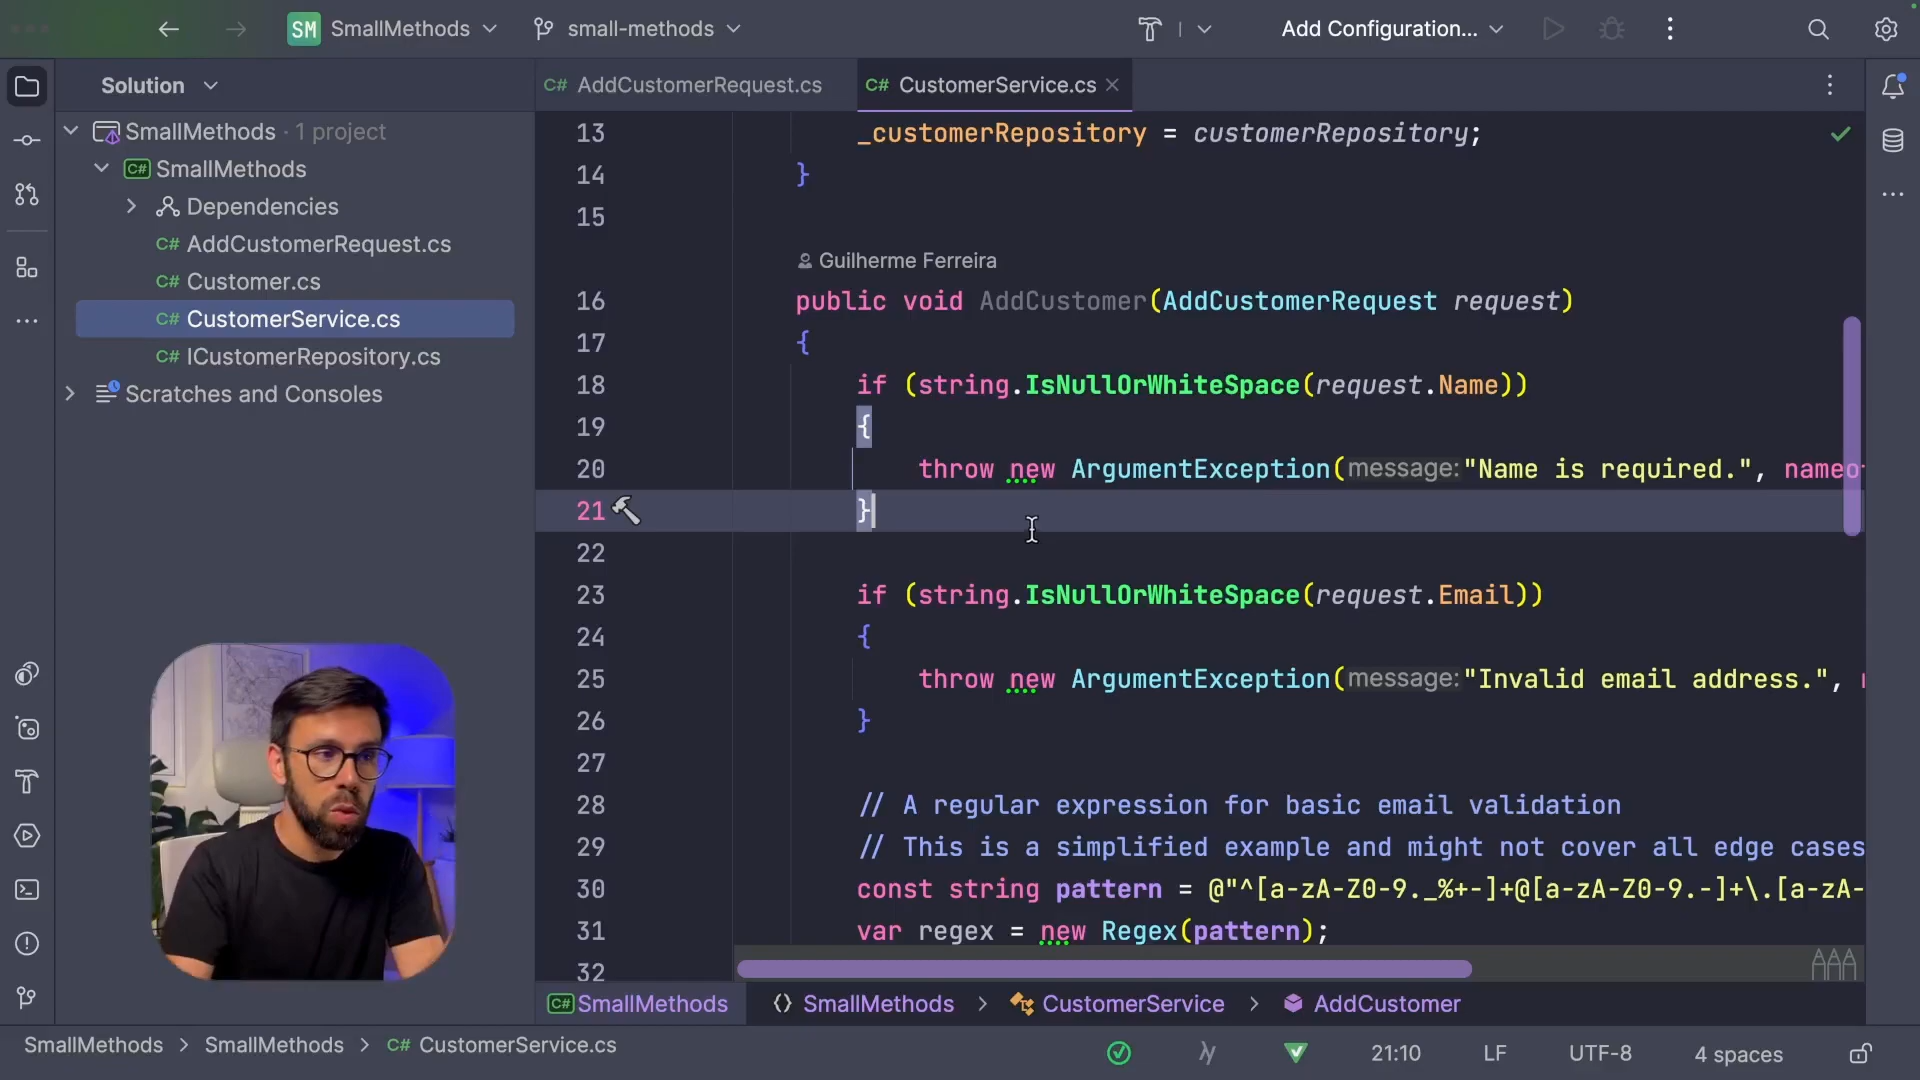 SM SmallMethods small-methods Add Configuration...
Solution
C# AddCustomerRequest.cs C# CustomerService.cs
SmallMethods · 1 project
C# SmallMethods
Dependencies
C# AddCustomerRequest.cs
C# Customer.cs
C# CustomerService.cs
C# ICustomerRepository.cs
Scratches and Consoles
13 _customerRepository = customerRepository;
14 }
15
Guilherme Ferreira
16 public void AddCustomer(AddCustomerRequest request)
17 {
18 if (string.IsNullOrWhiteSpace(request.Name))
19 {
20 throw new ArgumentException(message: "Name is required.", nameo
21 }
22
23 if (string.IsNullOrWhiteSpace(request.Email))
24 {
25 throw new ArgumentException(message: "Invalid email address.",
26 }
27
28 // A regular expression for basic email validation
29 // This is a simplified example and might not cover all edge cases
30 const string pattern = @"^[a-zA-Z0-9._%+-]+@[a-zA-Z0-9.-]+\.[a-zA-
31 var regex = new Regex(pattern);
32
C# SmallMethods SmallMethods > CustomerService > AddCustomer
SmallMethods > SmallMethods > C# CustomerService.cs
21:10 LF UTF-8 4 spaces